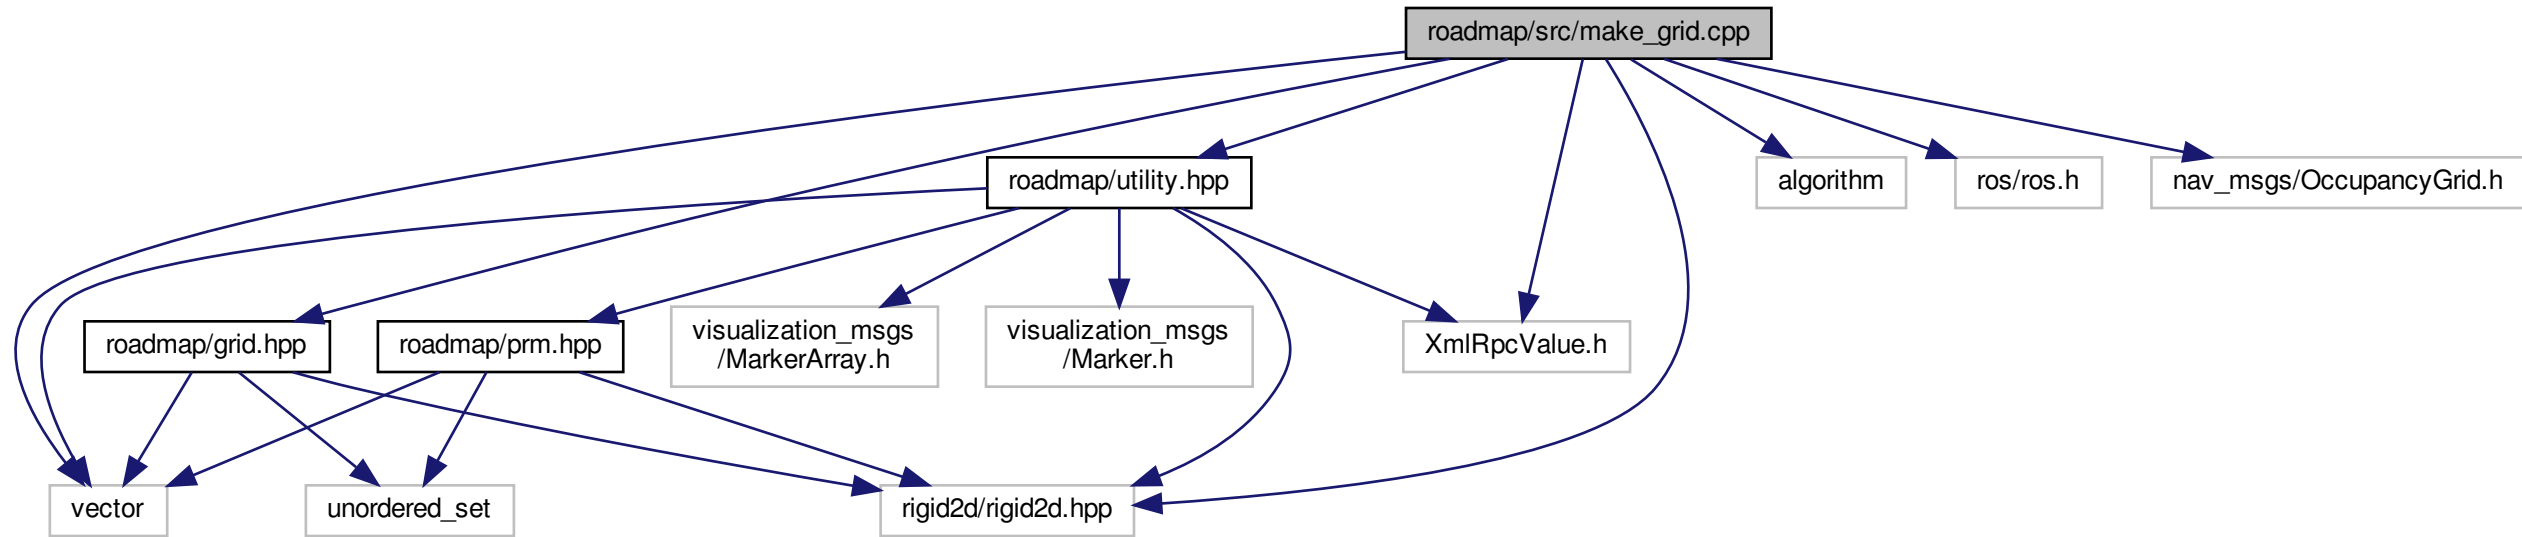 roadmap/src/make_grid.cpp
roadmap/utility.hpp
algorithm
ros/ros.h
nav_msgs/OccupancyGrid.h
roadmap/grid.hpp
roadmap/prm.hpp
visualization_msgs
/MarkerArray.h
visualization_msgs
/Marker.h
XmlRpcValue.h
vector
unordered_set
rigid2d/rigid2d.hpp